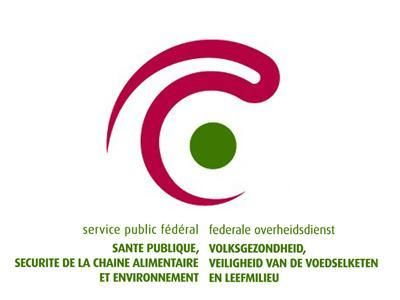 service public fédéral
SANTE PUBLIQUE,
SECURITE DE LA CHAINE ALIMENTAIRE
ET ENVIRONNEMENT
federale overheidsdienst
VOLKSGEZONDHEID,
VEILIGHEID VAN DE VOEDSELKETEN
EN LEEFMILIEU